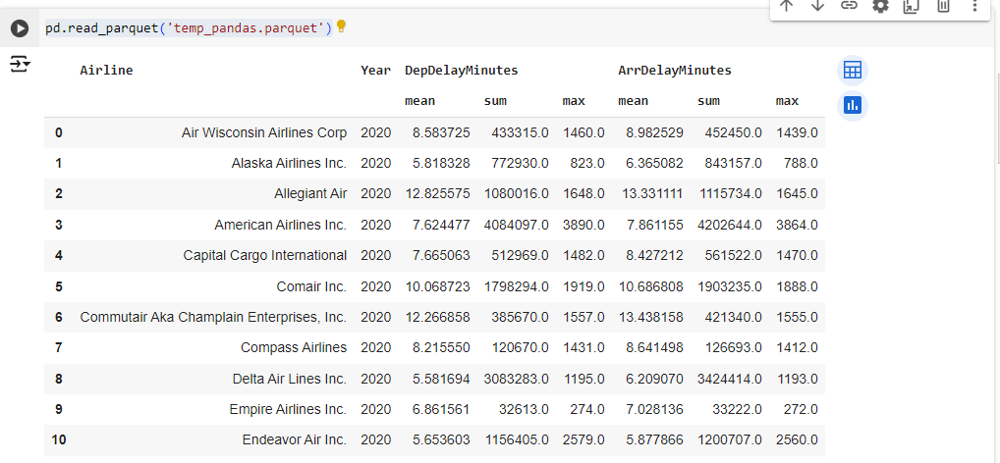 pd.read_parquet('temp_pandas.parquet')
Airline Year DepDelayMinutes ArrDelayMinutes
mean sum max mean sum max
0 Air Wisconsin Airlines Corp 2020 8.583725 433315.0 1460.0 8.982529 452450.0 1439.0
1 Alaska Airlines Inc. 2020 5.818328 772930.0 823.0 6.365082 843157.0 788.0
2 Allegiant Air 2020 12.825575 1080016.0 1648.0 13.331111 1115734.0 1645.0
3 American Airlines Inc. 2020 7.624477 4084097.0 3890.0 7.861155 4202644.0 3864.0
4 Capital Cargo International 2020 7.665063 512969.0 1482.0 8.427212 561522.0 1470.0
5 Comair Inc. 2020 10.068723 1798294.0 1919.0 10.686808 1903235.0 1888.0
6 Commutair Aka Champlain Enterprises, Inc. 2020 12.266858 385670.0 1557.0 13.438158 421340.0 1555.0
7 Compass Airlines 2020 8.215550 120670.0 1431.0 8.641498 126693.0 1412.0
8 Delta Air Lines Inc. 2020 5.581694 3083283.0 1195.0 6.209070 3424414.0 1193.0
9 Empire Airlines Inc. 2020 6.861561 32613.0 274.0 7.028136 33222.0 272.0
10 Endeavor Air Inc. 2020 5.653603 1156405.0 2579.0 5.877866 1200707.0 2560.0